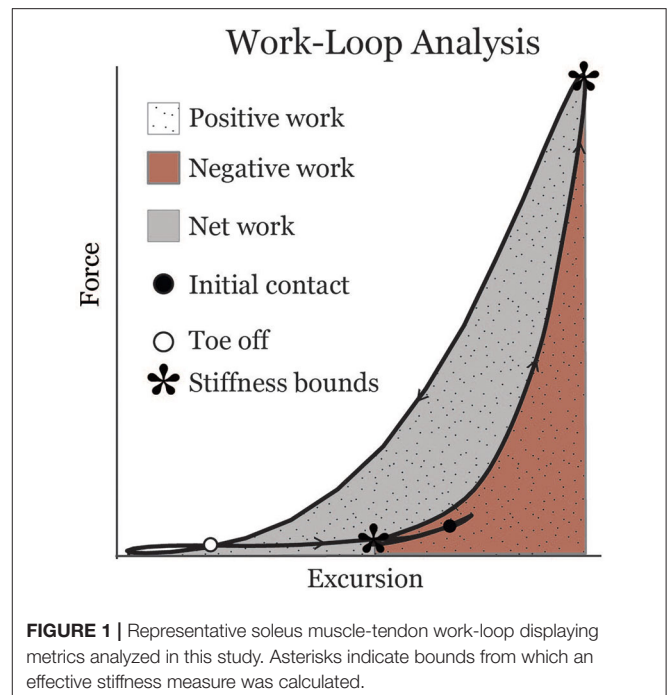 Work-Loop Analysis
Positive work
Negative work
Net work
Initial contact
Toe off
Stiffness bounds
Force
Excursion
FIGURE 1 | Representative soleus muscle-tendon work-loop displaying
metrics analyzed in this study. Asterisks indicate bounds from which an
effective stiffness measure was calculated.